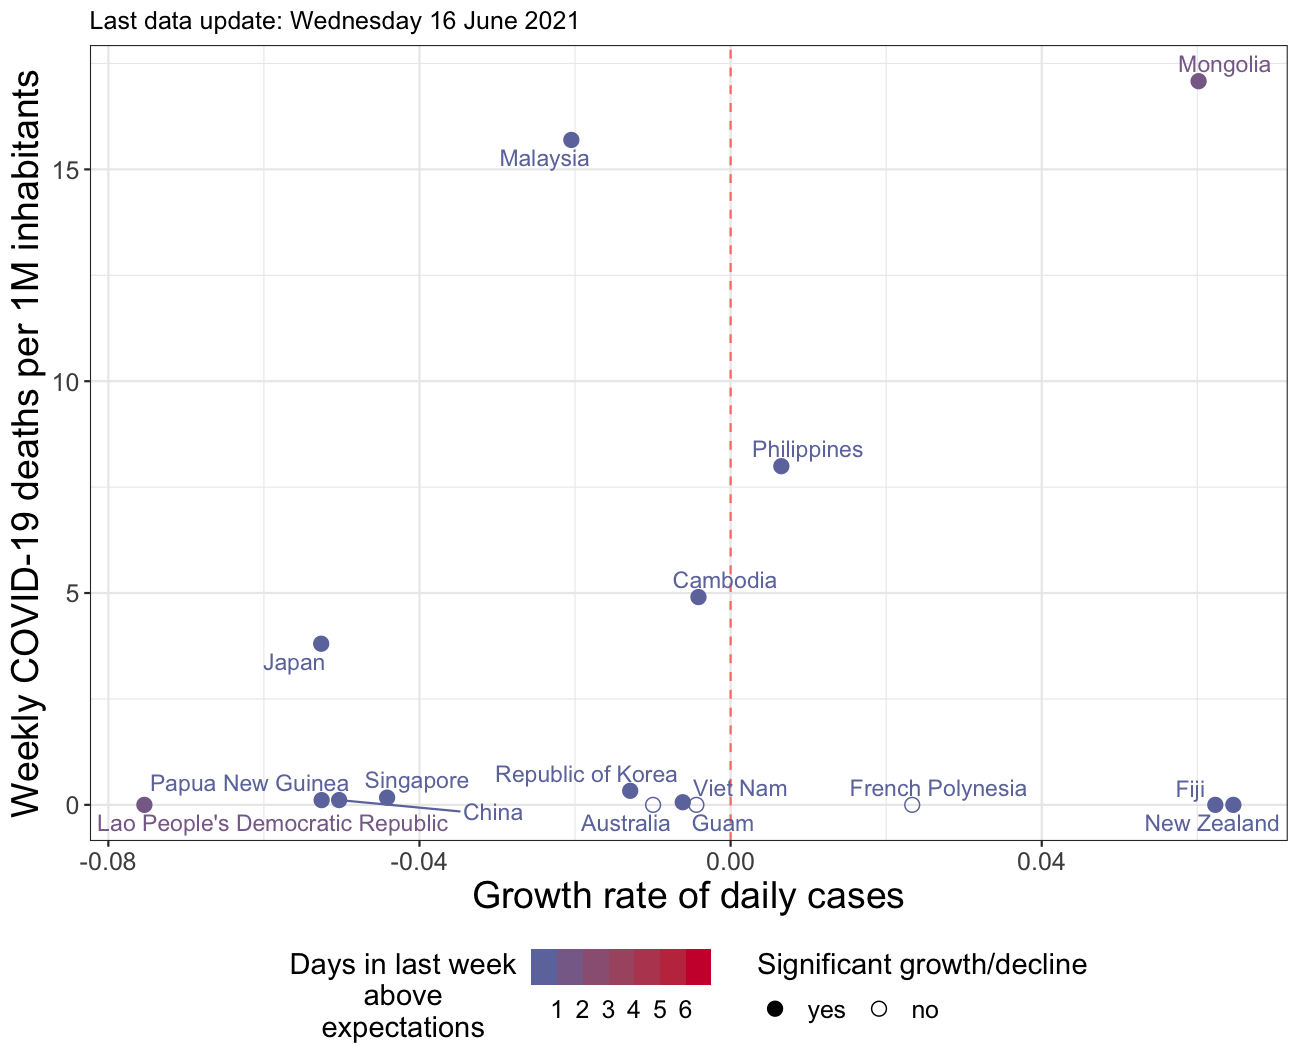 Last data update: Wednesday 16 June 2021
Weekly COVID-19 deaths per 1M inhabitants
15
10
5
0
Mongolia
Malaysia
Philippines
Cambodia
Japan
Papua New Guinea
Singapore
Republic of Korea
Viet Nam
French Polynesia
Fiji
China
Lao People's Democratic Republic
Australia
Guam
New Zealand
-0.08
-0.04
0.00
0.04
Growth rate of daily cases
Days in last week
above
expectations
1 2 3 4 5 6
Significant growth/decline
yes
no